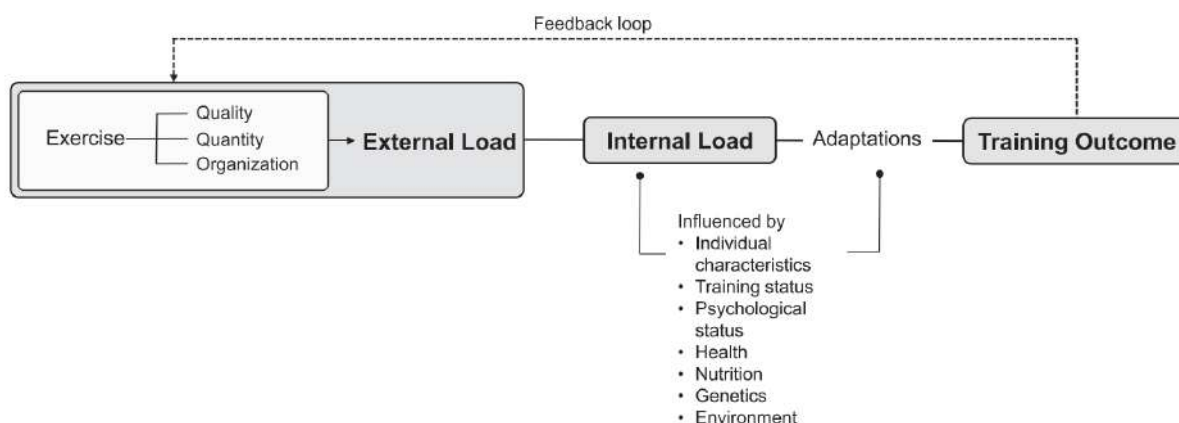 Feedback loop
Exercise
Quality
Quantity
Organization
External Load
Internal Load
Adaptations
Training Outcome
Influenced by
• Individual
characteristics
• Training status
• Psychological
status
• Health
• Nutrition
• Genetics
• Environment